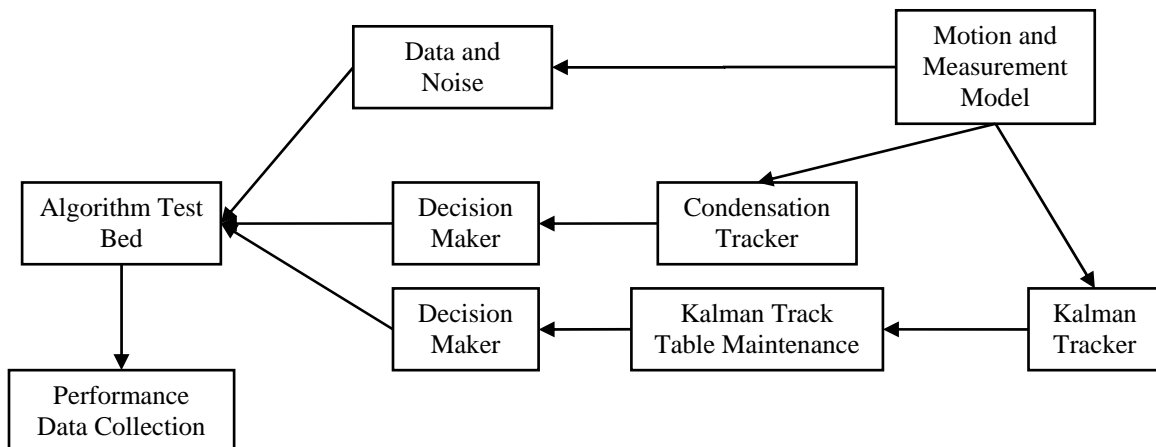 Data and
Noise
Motion and
Measurement
Model
Algorithm Test
Bed
Decision
Maker
Condensation
Tracker
Decision
Maker
Kalman Track
Table Maintenance
Kalman
Tracker
Performance
Data Collection